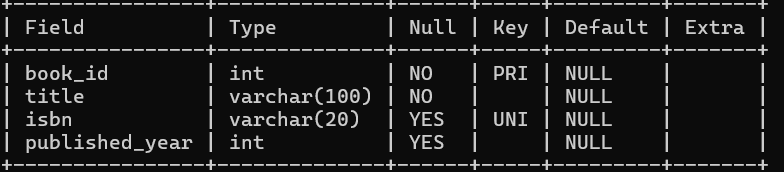 +----------------+--------------+------+-----+---------+-------+
| Field          | Type         | Null | Key | Default | Extra |
+----------------+--------------+------+-----+---------+-------+
| book_id        | int          | NO   | PRI | NULL    |       |
| title          | varchar(100) | NO   |     | NULL    |       |
| isbn           | varchar(20)  | YES  | UNI | NULL    |       |
| published_year | int          | YES  |     | NULL    |       |
+----------------+--------------+------+-----+---------+-------+